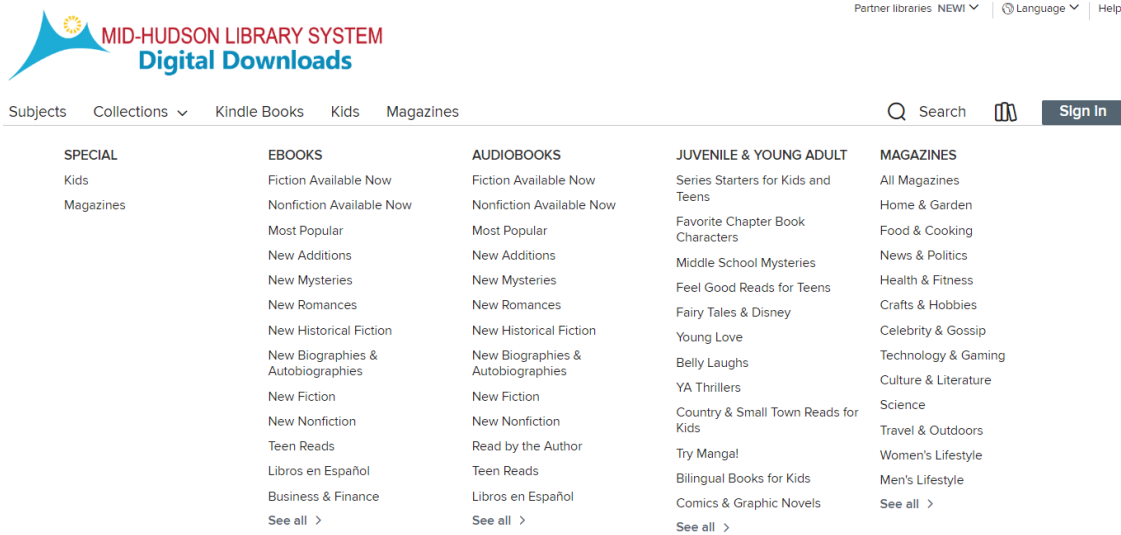 Partner libraries NEW! Language Help
MID-HUDSON LIBRARY SYSTEM
Digital Downloads
Subjects Collections Kindle Books Kids Magazines Search Sign In
SPECIAL
Kids
Magazines
EBOOKS
Fiction Available Now
Nonfiction Available Now
Most Popular
New Additions
New Mysteries
New Romances
New Historical Fiction
New Biographies &
Autobiographies
New Fiction
New Nonfiction
Teen Reads
Libros en Español
Business & Finance
See all
AUDIOBOOKS
Fiction Available Now
Nonfiction Available Now
Most Popular
New Additions
New Mysteries
New Romances
New Historical Fiction
New Biographies &
Autobiographies
New Fiction
New Nonfiction
Read by the Author
Teen Reads
Libros en Español
See all
JUVENILE & YOUNG ADULT
Series Starters for Kids and
Teens
Favorite Chapter Book
Characters
Middle School Mysteries
Feel Good Reads for Teens
Fairy Tales & Disney
Young Love
Belly Laughs
YA Thrillers
Country & Small Town Reads for
Kids
Try Manga!
Bilingual Books for Kids
Comics & Graphic Novels
See all
MAGAZINES
All Magazines
Home & Garden
Food & Cooking
News & Politics
Health & Fitness
Crafts & Hobbies
Celebrity & Gossip
Technology & Gaming
Culture & Literature
Science
Travel & Outdoors
Women's Lifestyle
Men's Lifestyle
See all